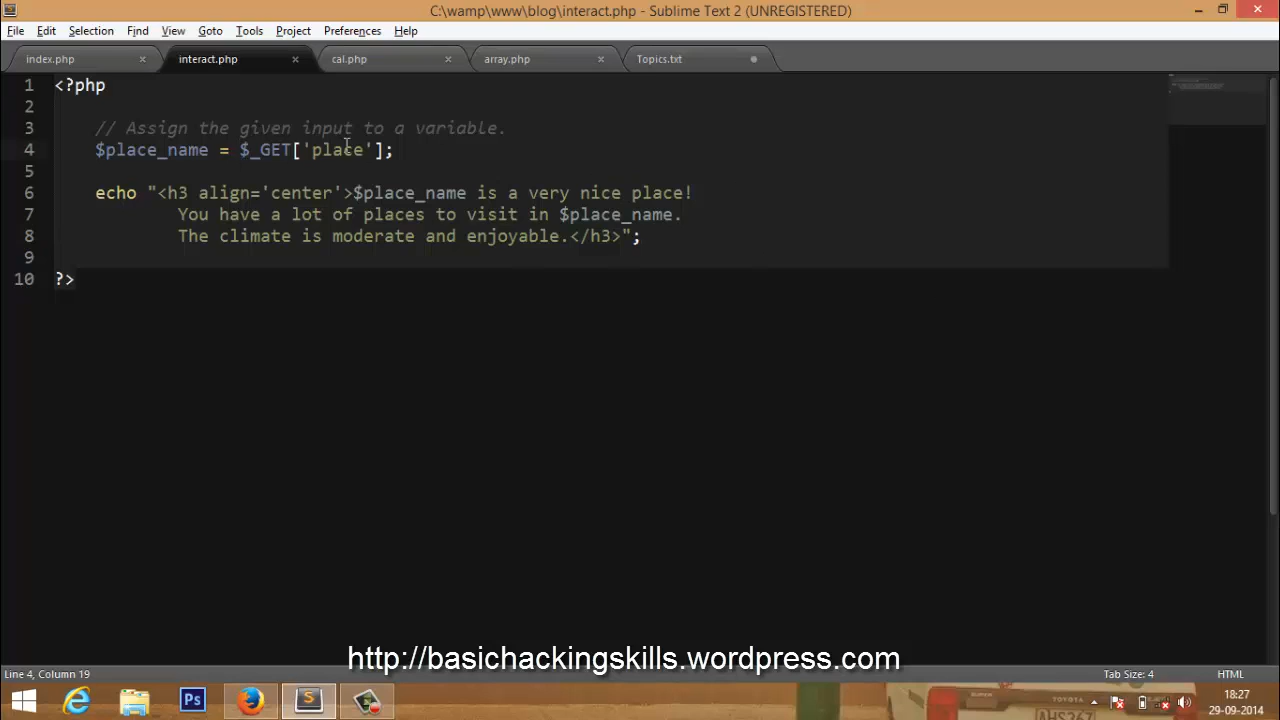 C:\wamp\www\blog\interact.php - Sublime Text 2 (UNREGISTERED)
File Edit Selection Find View Goto Tools Project Preferences Help
index.php interact.php cal.php array.php Topics.txt
1 <?php
2
3 // Assign the given input to a variable.
4 $place_name = $_GET['place'];
5
6 echo "<h3 align='center'>$place_name is a very nice place!
7 You have a lot of places to visit in $place_name.
8 The climate is moderate and enjoyable.</h3>";
9
10 ?>
http://basichackingskills.wordpress.com
Line 4, Column 19 Tab Size: 4 HTML
Ps
SUPER TOYOTA
AHS267
18:27
29-09-2014